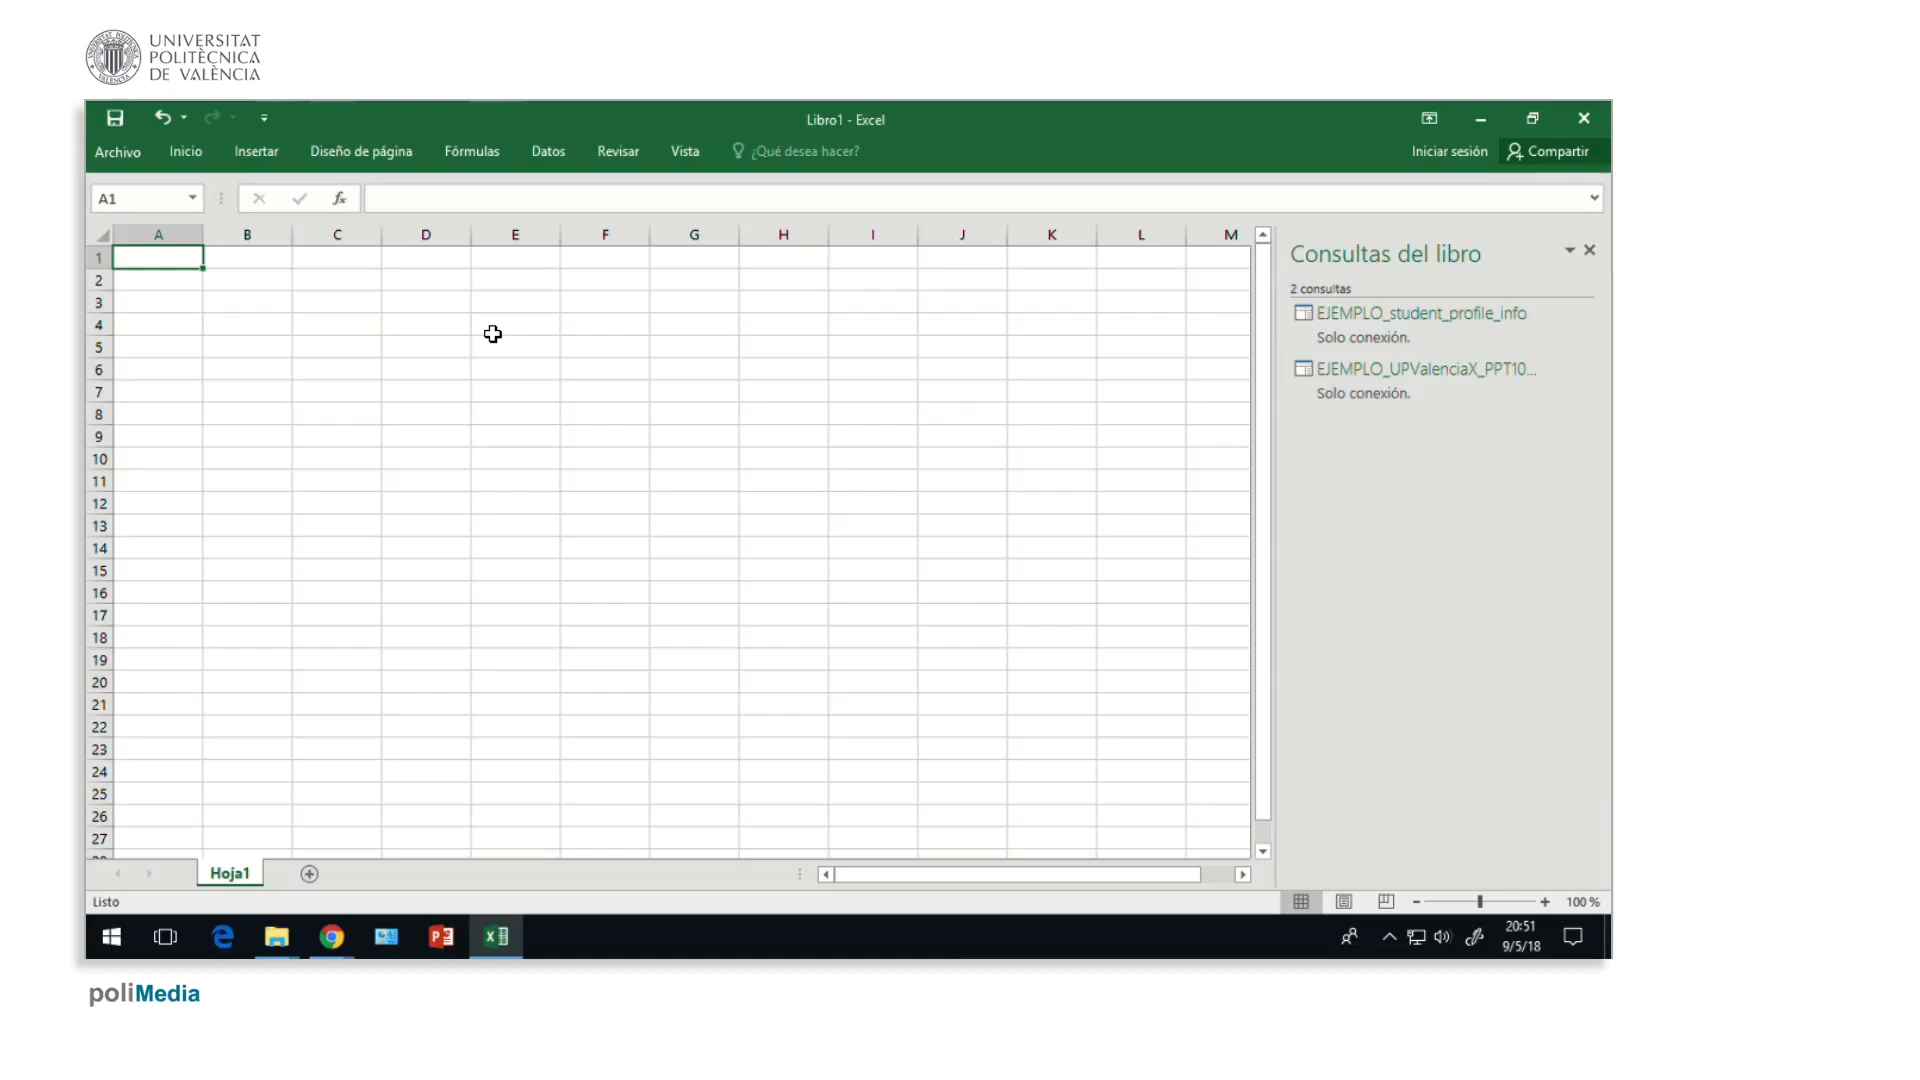 UNIVERSITAT
POLITÈCNICA
DE VALÈNCIA
Libro1 - Excel
Archivo Inicio Insertar Diseño de página Fórmulas Datos Revisar Vista ¿Qué desea hacer? Iniciar sesión Compartir
A1 fx
A B C D E F G H I J K L M
1
2
3
4
5
6
7
8
9
10
11
12
13
14
15
16
17
18
19
20
21
22
23
24
25
26
27
Consultas del libro
2 consultas
EJEMPLO_student_profile_info
Solo conexión.
EJEMPLO_UPValenciaX_PPT10...
Solo conexión.
Hoja1
Listo
100 %
20:51
9/5/18
poliMedia